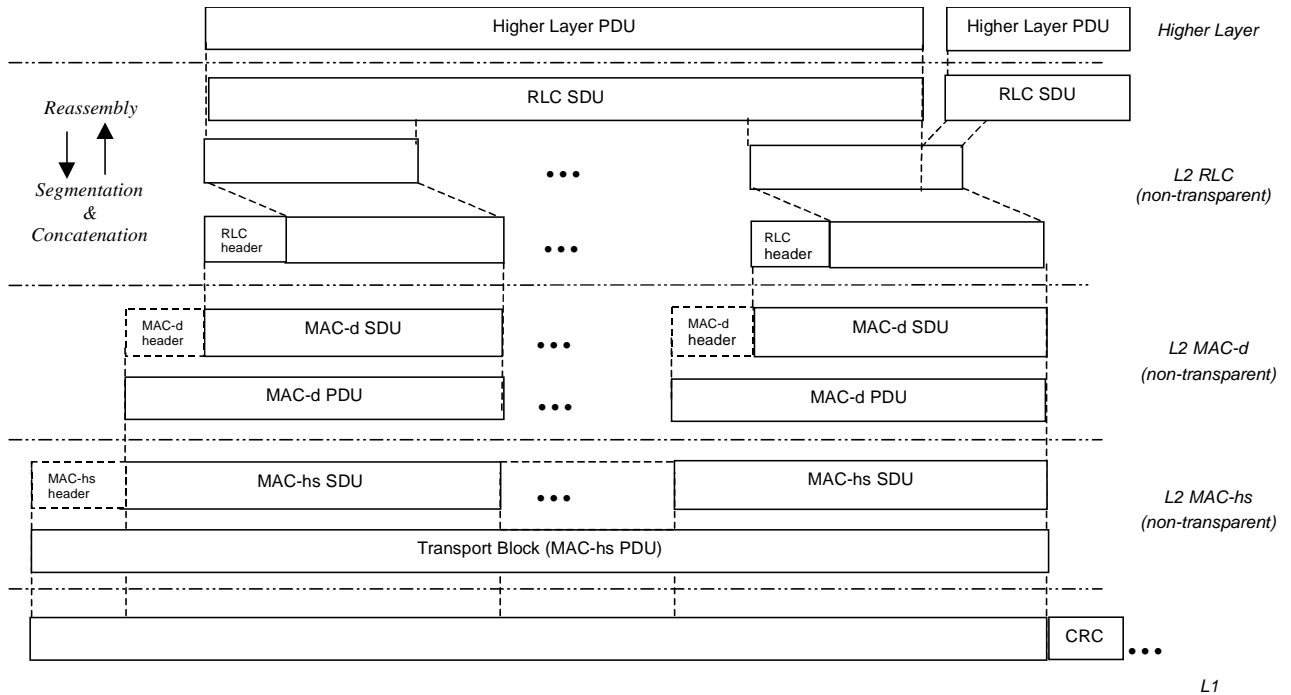 Higher Layer PDU
Higher Layer PDU
Higher Layer
RLC SDU
RLC SDU
Reassembly
Segmentation
&
Concatenation
•••
L2 RLC
(non-transparent)
RLC
header
•••
RLC
header
MAC-d
header
MAC-d SDU
•••
MAC-d
header
MAC-d SDU
L2 MAC-d
(non-transparent)
MAC-d PDU
•••
MAC-d PDU
MAC-hs
header
MAC-hs SDU
•••
MAC-hs SDU
L2 MAC-hs
(non-transparent)
Transport Block (MAC-hs PDU)
CRC
•••
L1